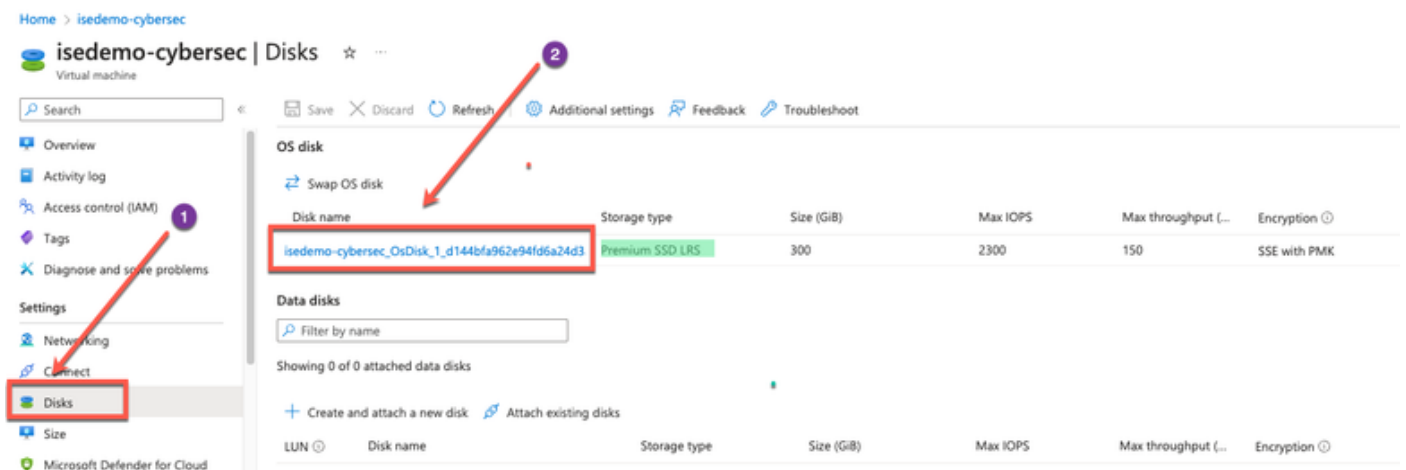 Home > isedemo-cybersec
isedemo-cybersec | Disks
Virtual machine
Search
Save Discard Refresh Additional settings Feedback Troubleshoot
Overview
Activity log
Access control (IAM)
Tags
Diagnose and solve problems
Settings
Networking
Connect
Disks
Size
Microsoft Defender for Cloud
1
2
OS disk
Swap OS disk
Disk name Storage type Size (GiB) Max IOPS Max throughput (... Encryption
isedemo-cybersec_OsDisk_1_d144bfa962e94fd6a24d3 Premium SSD LRS 300 2300 150 SSE with PMK
Data disks
Filter by name
Showing 0 of 0 attached data disks
Create and attach a new disk Attach existing disks
LUN Disk name Storage type Size (GiB) Max IOPS Max throughput (... Encryption